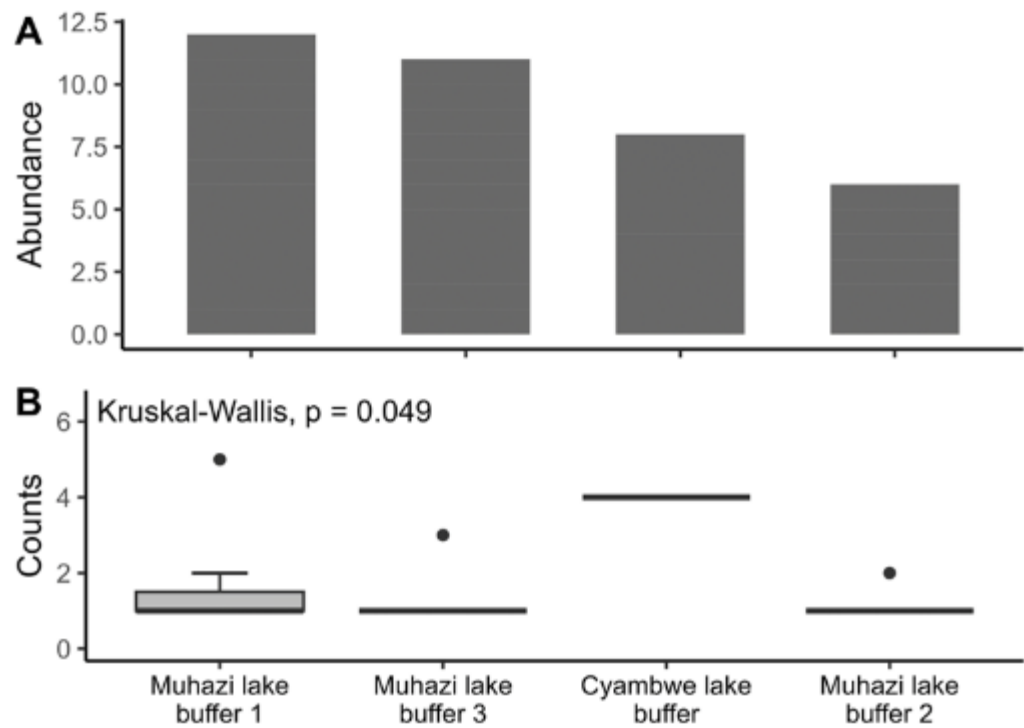 A
Abundance
12.5
10.0
7.5
5.0
2.5
0.0
B
Kruskal-Wallis, p = 0.049
Counts
6
4
2
0
Muhazi lake
buffer 1
Muhazi lake
buffer 3
Cyambwe lake
buffer
Muhazi lake
buffer 2